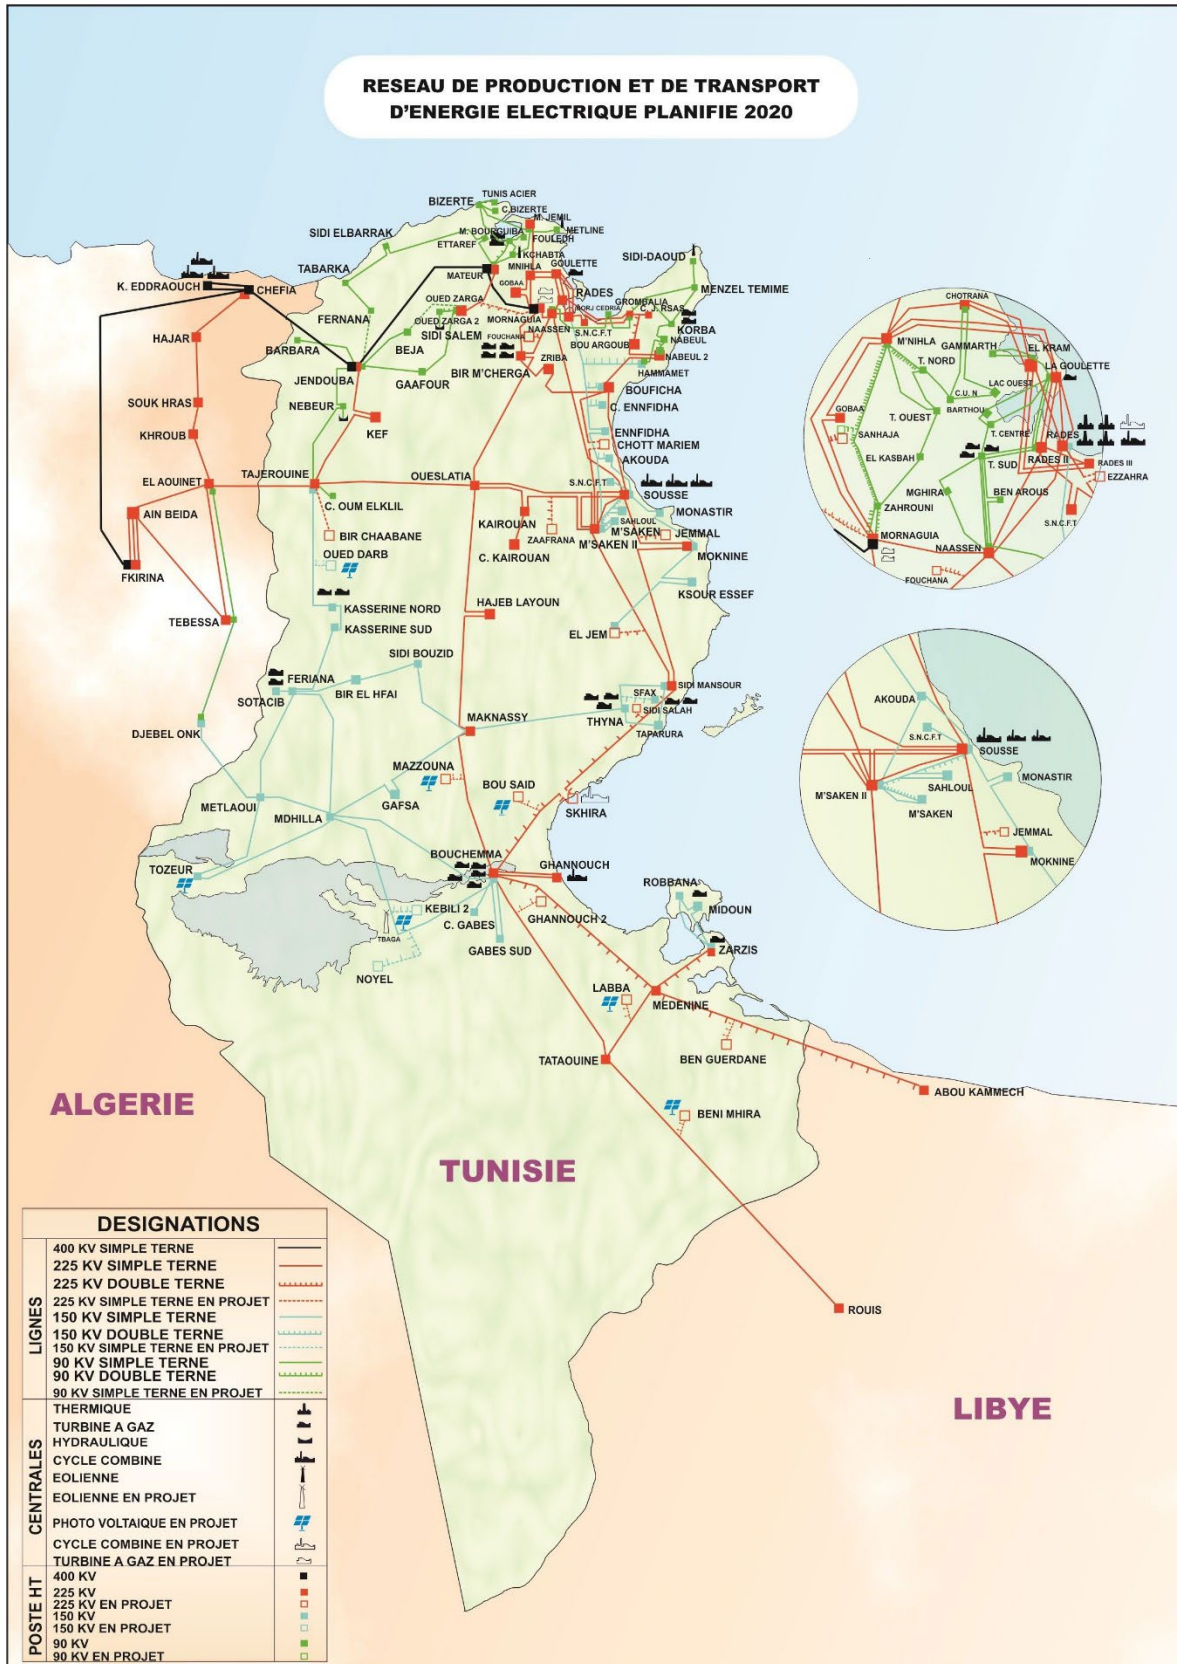 RESEAU DE PRODUCTION ET DE TRANSPORT
D'ENERGIE ELECTRIQUE PLANIFIE 2020
TUNIS ACIER
BIZERTE
C.BIZERTE
M. JEMIL
M. BOURGUIBA
METLINE
SIDI ELBARRAK
ETTAREF
FOULEDH
KCHABTA
SIDI-DAOUD
TABARKA
MATEUR
MNIHLA
GOULETTE
K. EDDRAOUCH
CHEFIA
GOBAA
RADES
MENZEL TEMIME
OUED ZARGA
BORJ CEDRIA
GROMBALIA
C. J. RSAS
FERNANA
OUED ZARGA 2
MORNAGUIA
S.N.C.F.T
KORBA
HAJAR
SIDI SALEM
FOUCHANA
NAASSEN
BOU ARGOUB
NABEUL
BARBARA
BEJA
ZRIBA
NABEUL 2
JENDOUBA
GAAFOUR
BIR M'CHERGA
HAMMAMET
BOUFICHA
SOUK HRAS
NEBEUR
C. ENNFIDHA
KHROUB
KEF
ENNFIDHA
CHOTT MARIEM
AKOUDA
EL AOUINET
TAJEROUINE
OUESLATIA
S.N.C.F.T
SOUSSE
AIN BEIDA
C. OUM ELKLIL
KAIROUAN
ZAAFRANA
SAHLOUL
MONASTIR
M'SAKEN
BIR CHAABANE
C. KAIROUAN
M'SAKEN II
JEMMAL
OUED DARB
MOKNINE
FKIRINA
KSOUR ESSEF
TEBESSA
KASSERINE NORD
HAJEB LAYOUN
KASSERINE SUD
EL JEM
SIDI BOUZID
FERIANA
SIDI MANSOUR
SOTACIB
BIR EL HFAI
SFAX
SIDI SALAH
THYNA
TAPARURA
DJEBEL ONK
MAKNASSY
MAZZOUNA
BOU SAID
METLAOUI
GAFSA
SKHIRA
MDHILLA
BOUCHEMMA
GHANNOUCH
TOZEUR
ROBBANA
KEBILI 2
MIDOUN
C. GABES
GHANNOUCH 2
TBAGA
GABES SUD
ZARZIS
NOYEL
LABBA
MEDENINE
TATAOUINE
BEN GUERDANE
ABOU KAMMECH
BENI MHIRA
ROUIS
ALGERIE
TUNISIE
LIBYE
CHOTRANA
M'NIHLA
GAMMARTH
EL KRAM
T. NORD
LA GOULETTE
LAC OUEST
C.U. N
GOBAA
T. OUEST
BARTHOU
SANHAJA
T. CENTRE
RADES
EL KASBAH
T. SUD
RADES II
RADES III
EZZAHRA
MGHIRA
BEN AROUS
ZAHROUNI
S.N.C.F.T
MORNAGUIA
NAASSEN
FOUCHANA
AKOUDA
S.N.C.F.T
SOUSSE
MONASTIR
M'SAKEN II
SAHLOUL
M'SAKEN
JEMMAL
MOKNINE
DESIGNATIONS
LIGNES
400 KV SIMPLE TERNE
225 KV SIMPLE TERNE
225 KV DOUBLE TERNE
225 KV SIMPLE TERNE EN PROJET
150 KV SIMPLE TERNE
150 KV DOUBLE TERNE
150 KV SIMPLE TERNE EN PROJET
90 KV SIMPLE TERNE
90 KV DOUBLE TERNE
90 KV SIMPLE TERNE EN PROJET
CENTRALES
THERMIQUE
TURBINE A GAZ
HYDRAULIQUE
CYCLE COMBINE
EOLIENNE
EOLIENNE EN PROJET
PHOTO VOLTAIQUE EN PROJET
CYCLE COMBINE EN PROJET
TURBINE A GAZ EN PROJET
POSTE HT
400 KV
225 KV
225 KV EN PROJET
150 KV
150 KV EN PROJET
90 KV
90 KV EN PROJET